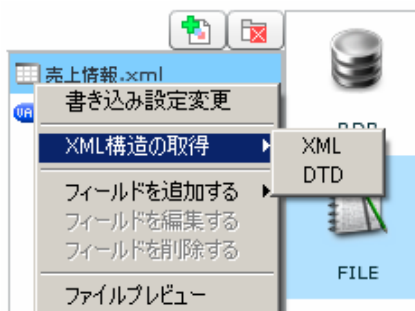 売上情報.xml
VA
書き込み設定変更
XML構造の取得
XML
DTD
フィールドを追加する
フィールドを編集する
フィールドを削除する
ファイルプレビュー
FILE